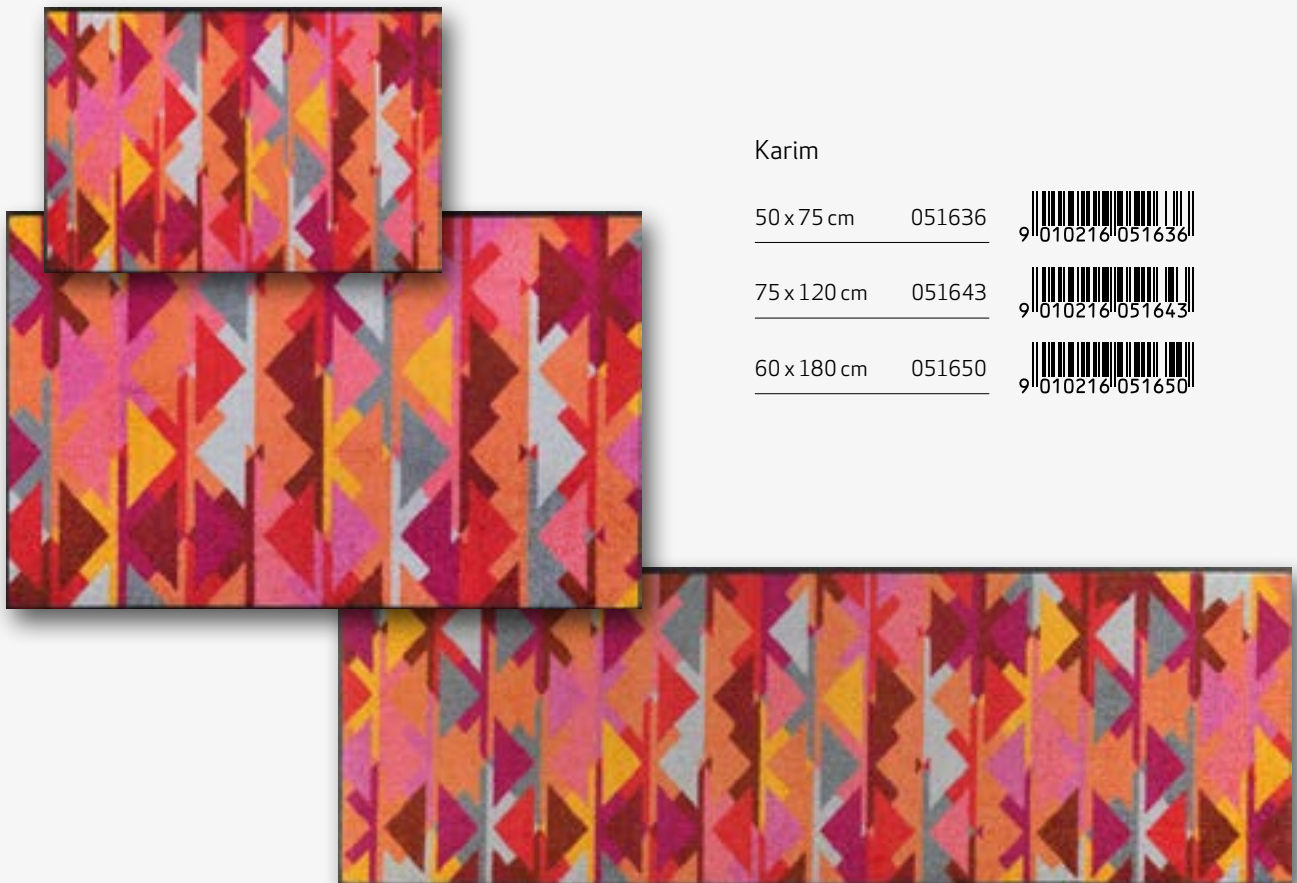 Karim
50 x 75 cm 051636
9 010216 051636
75 x 120 cm 051643
9 010216 051643
60 x 180 cm 051650
9 010216 051650